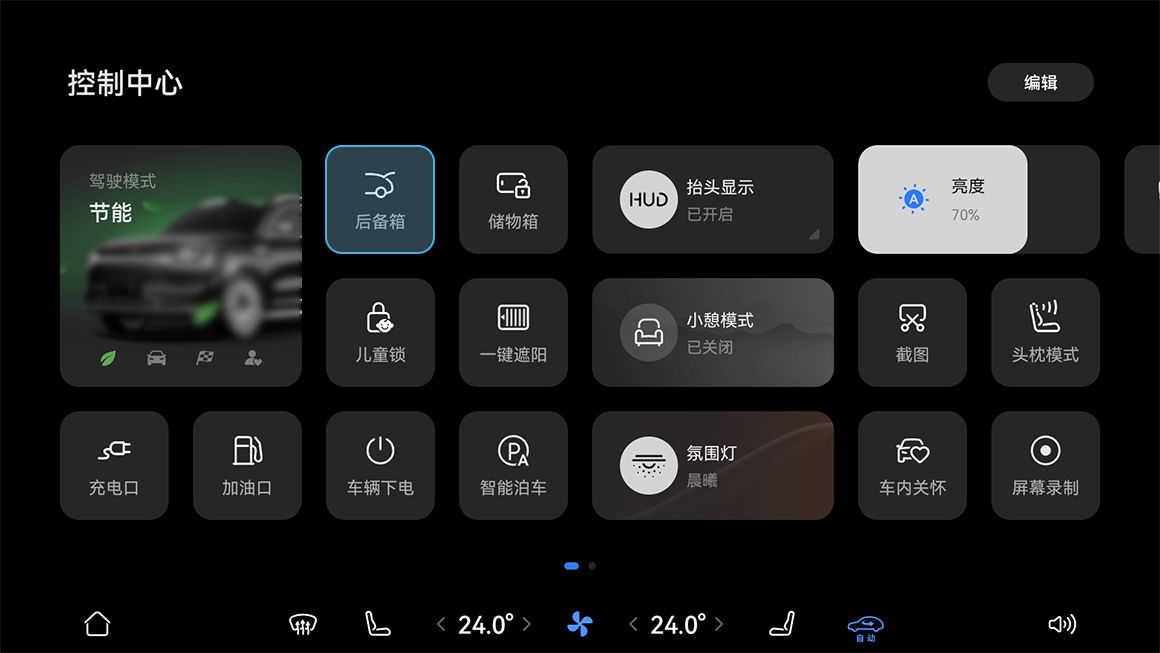 控制中心
编辑
驾驶模式
节能
后备箱
储物箱
HUD
抬头显示
已开启
A
亮度
70%
儿童锁
一键遮阳
小憩模式
已关闭
截图
头枕模式
充电口
加油口
车辆下电
PA
智能泊车
氛围灯
晨曦
车内关怀
屏幕录制
24.0°
24.0°
自动